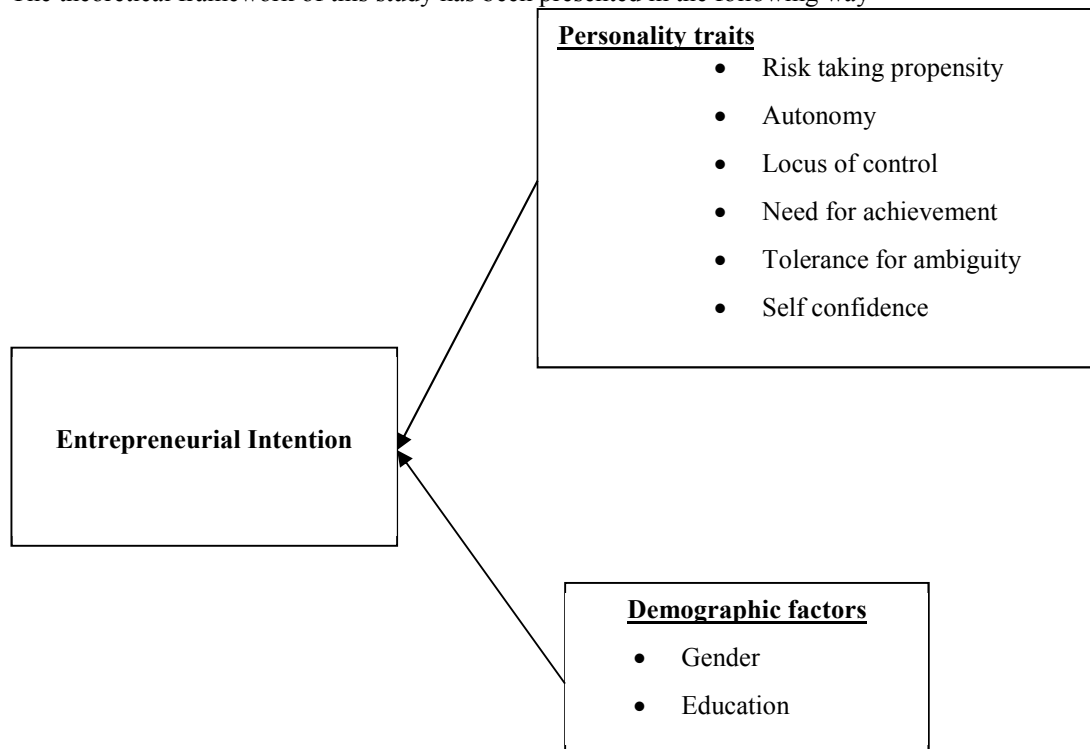 The theoretical framework of this study has been presented in the following way
Personality traits
• Risk taking propensity
• Autonomy
• Locus of control
• Need for achievement
• Tolerance for ambiguity
• Self confidence
Entrepreneurial Intention
Demographic factors
• Gender
• Education